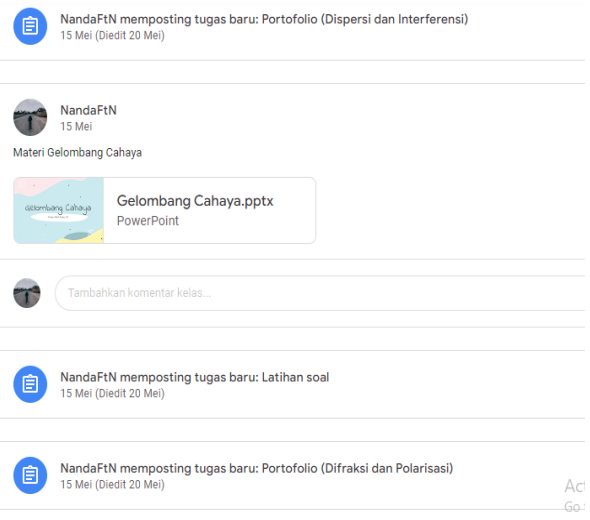 NandaFtN memposting tugas baru: Portofolio (Dispersi dan Interferensi)
15 Mei (Diedit 20 Mei)
NandaFtN
15 Mei
Materi Gelombang Cahaya
Gelombang Cahaya
Gelombang Cahaya.pptx
PowerPoint
Tambahkan komentar kelas...
NandaFtN memposting tugas baru: Latihan soal
15 Mei (Diedit 20 Mei)
NandaFtN memposting tugas baru: Portofolio (Difraksi dan Polarisasi)
15 Mei (Diedit 20 Mei)
Act
Go